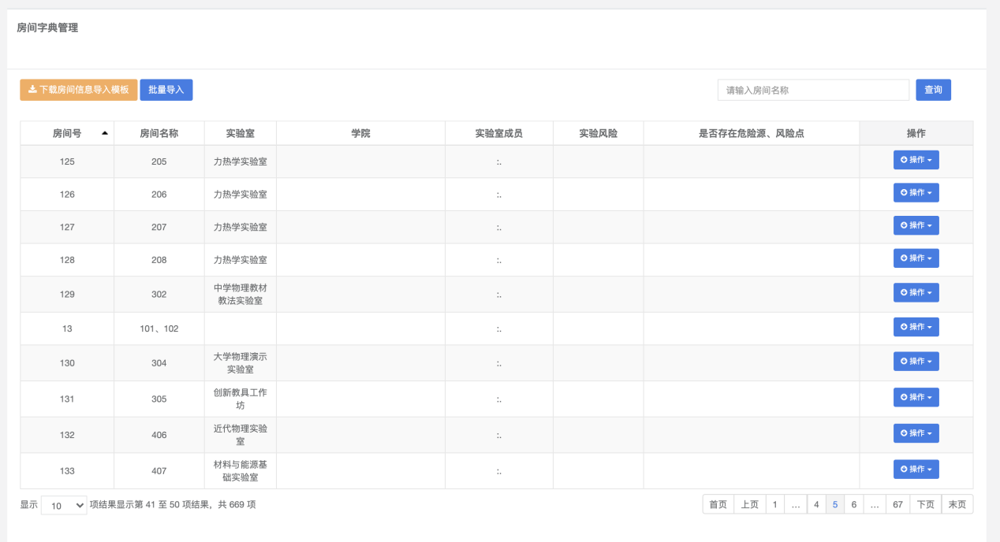 房间字典管理
下载房间信息导入模板 批量导入 请输入房间名称 查询
房间号 房间名称 实验室 学院 实验室成员 实验风险 是否存在危险源、风险点 操作
125 205 力热学实验室 :. 操作
126 206 力热学实验室 :. 操作
127 207 力热学实验室 :. 操作
128 208 力热学实验室 :. 操作
129 302 中学物理教材
教法实验室 :. 操作
13 101、102 :. 操作
130 304 大学物理演示
实验室 :. 操作
131 305 创新教具工作
坊 :. 操作
132 406 近代物理实验
室 :. 操作
133 407 材料与能源基
础实验室 :. 操作
显示 10 项结果显示第 41 至 50 项结果，共 669 项 首页 上页 1 … 4 5 6 … 67 下页 末页